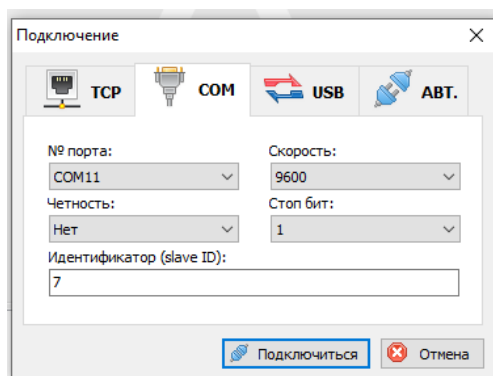 Подключение
TCP COM USB АВТ.
№ порта: Скорость:
COM11 9600
Четность: Стоп бит:
Нет 1
Идентификатор (slave ID):
7
Подключиться Отмена